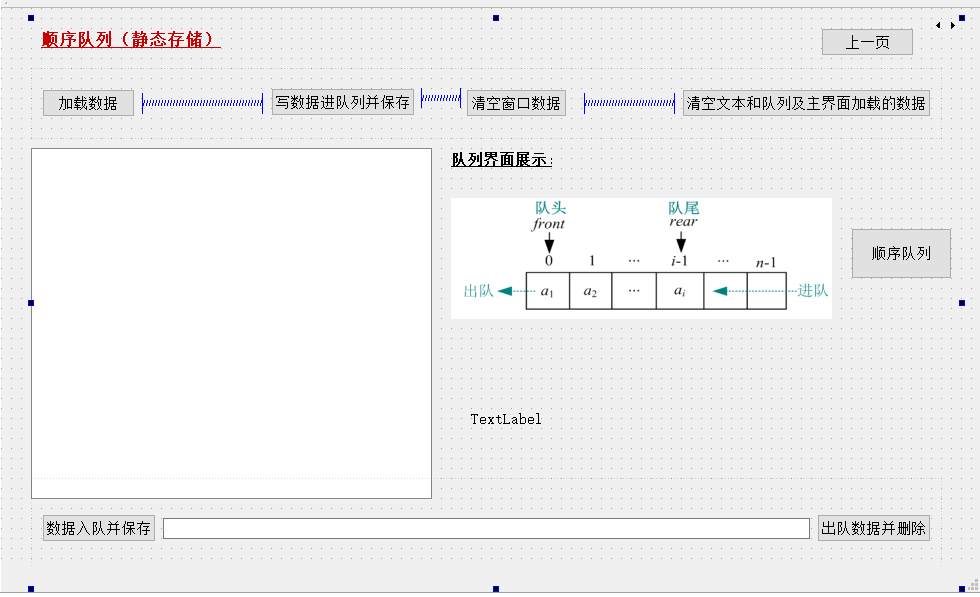 顺序队列（静态存储）
上一页
加载数据
写数据进队列并保存
清空窗口数据
清空文本和队列及主界面加载的数据
队列界面展示：
队头 队尾
front rear
0 1 … i-1 … n-1
出队 a1 a2 … ai 进队
顺序队列
TextLabel
数据入队并保存
出队数据并删除